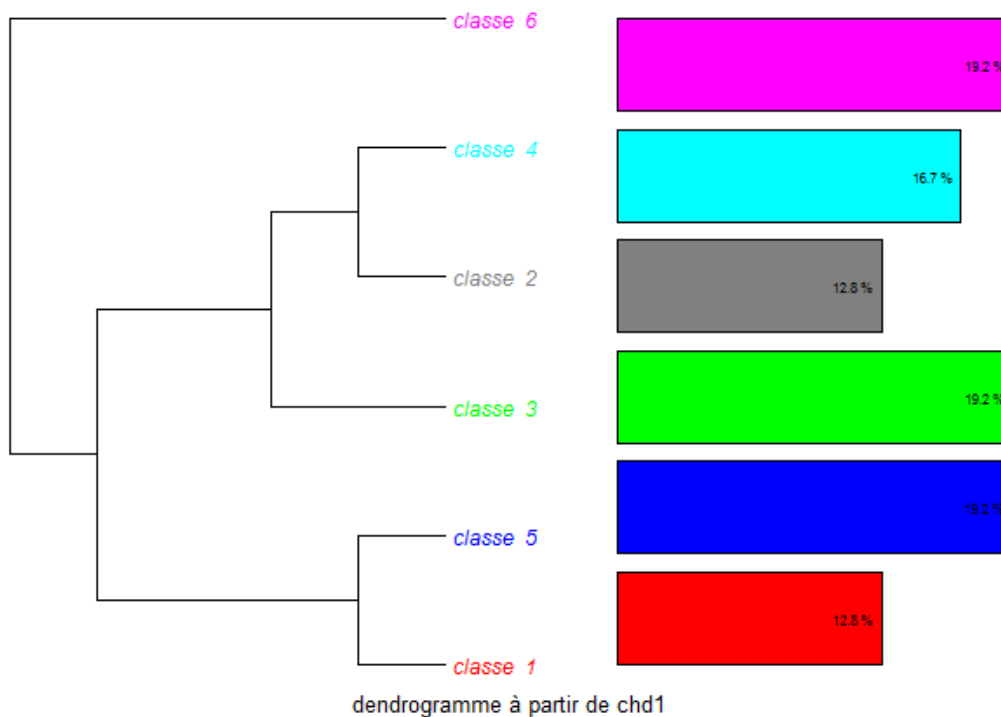 classe 6
19.2 %
classe 4
16.7 %
classe 2
12.8 %
classe 3
19.2 %
classe 5
19.2 %
classe 1
12.8 %
dendrogramme à partir de chd1